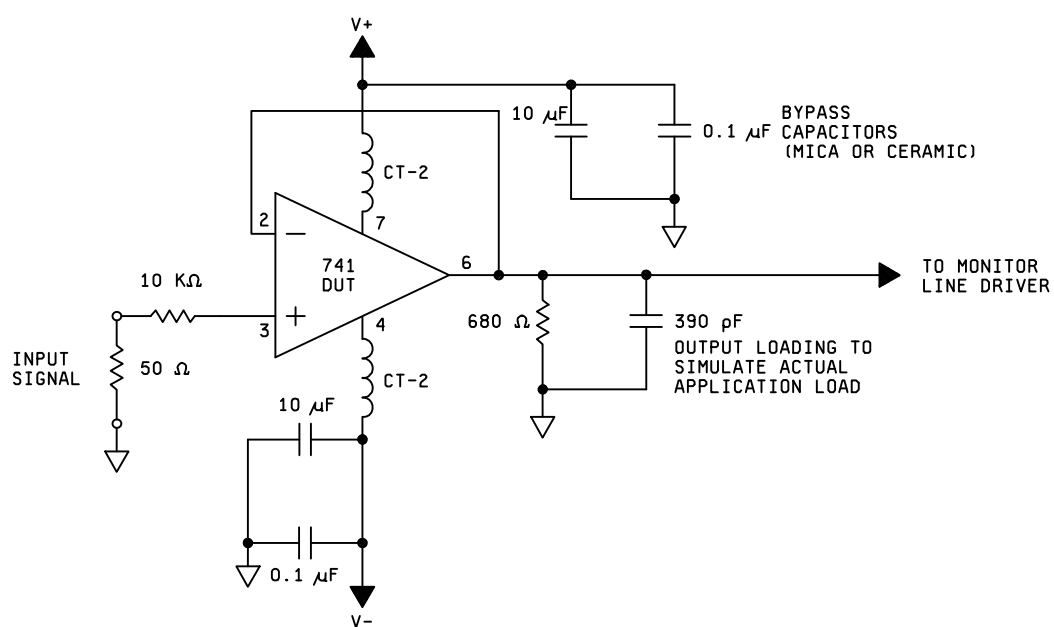 V+
10 μF
0.1 μF
BYPASS
CAPACITORS
(MICA OR CERAMIC)
CT-2
2
7
741
DUT
6
TO MONITOR
LINE DRIVER
10 KΩ
3
4
680 Ω
390 pF
OUTPUT LOADING TO
SIMULATE ACTUAL
APPLICATION LOAD
INPUT
SIGNAL
50 Ω
CT-2
10 μF
0.1 μF
V-